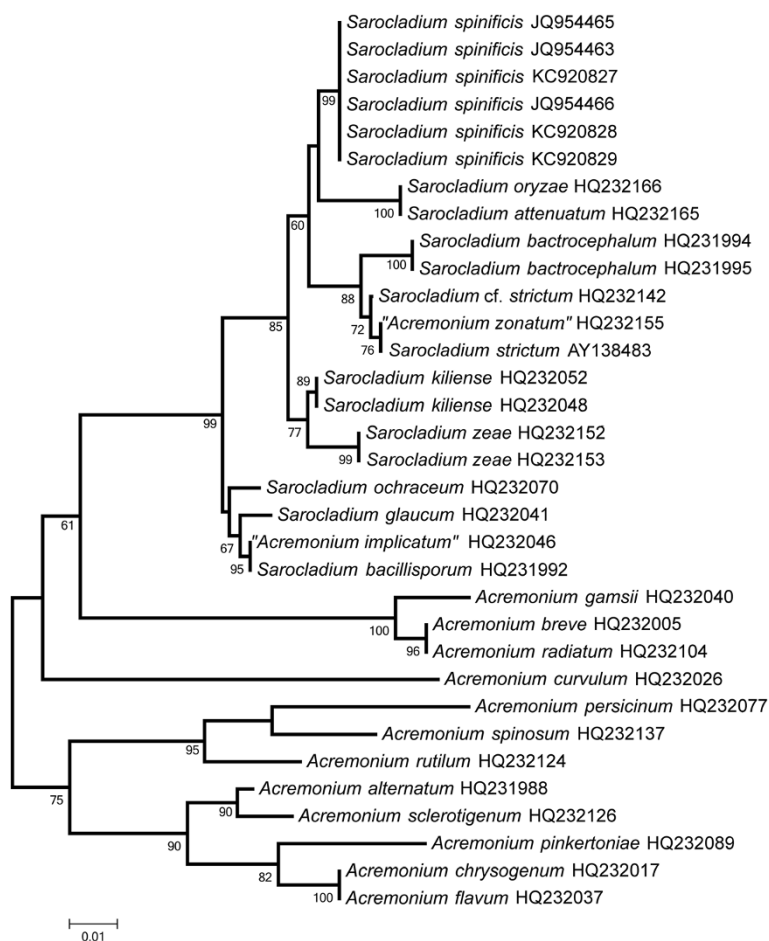 Sarocladium spinificis JQ954465
Sarocladium spinificis JQ954463
Sarocladium spinificis KC920827
99
Sarocladium spinificis JQ954466
Sarocladium spinificis KC920828
Sarocladium spinificis KC920829
Sarocladium oryzae HQ232166
100
Sarocladium attenuatum HQ232165
60
Sarocladium bactrocephalum HQ231994
100
Sarocladium bactrocephalum HQ231995
88
Sarocladium cf. strictum HQ232142
72
"Acremonium zonatum" HQ232155
85
76
Sarocladium strictum AY138483
89
Sarocladium kiliense HQ232052
Sarocladium kiliense HQ232048
77
Sarocladium zeae HQ232152
99
99
Sarocladium zeae HQ232153
Sarocladium ochraceum HQ232070
Sarocladium glaucum HQ232041
61
67
"Acremonium implicatum" HQ232046
95
Sarocladium bacillisporum HQ231992
Acremonium gamsii HQ232040
100
Acremonium breve HQ232005
96
Acremonium radiatum HQ232104
Acremonium curvulum HQ232026
Acremonium persicinum HQ232077
95
Acremonium spinosum HQ232137
Acremonium rutilum HQ232124
75
Acremonium alternatum HQ231988
90
Acremonium sclerotigenum HQ232126
90
Acremonium pinkertoniae HQ232089
82
Acremonium chrysogenum HQ232017
100
Acremonium flavum HQ232037
0.01